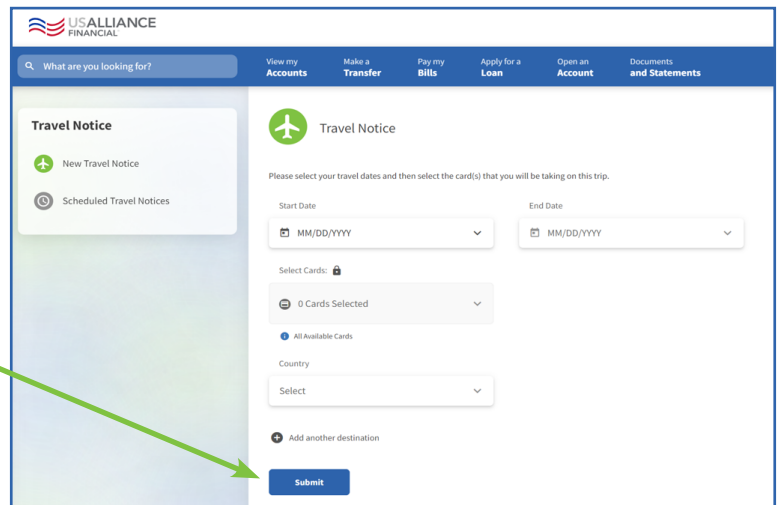 USALLIANCE
FINANCIAL
What are you looking for?
View my
Accounts
Make a
Transfer
Pay my
Bills
Apply for a
Loan
Open an
Account
Documents
and Statements
Travel Notice
New Travel Notice
Scheduled Travel Notices
Travel Notice
Please select your travel dates and then select the card(s) that you will be taking on this trip.
Start Date
End Date
MM/DD/YYYY
MM/DD/YYYY
Select Cards:
0 Cards Selected
All Available Cards
Country
Select
Add another destination
Submit